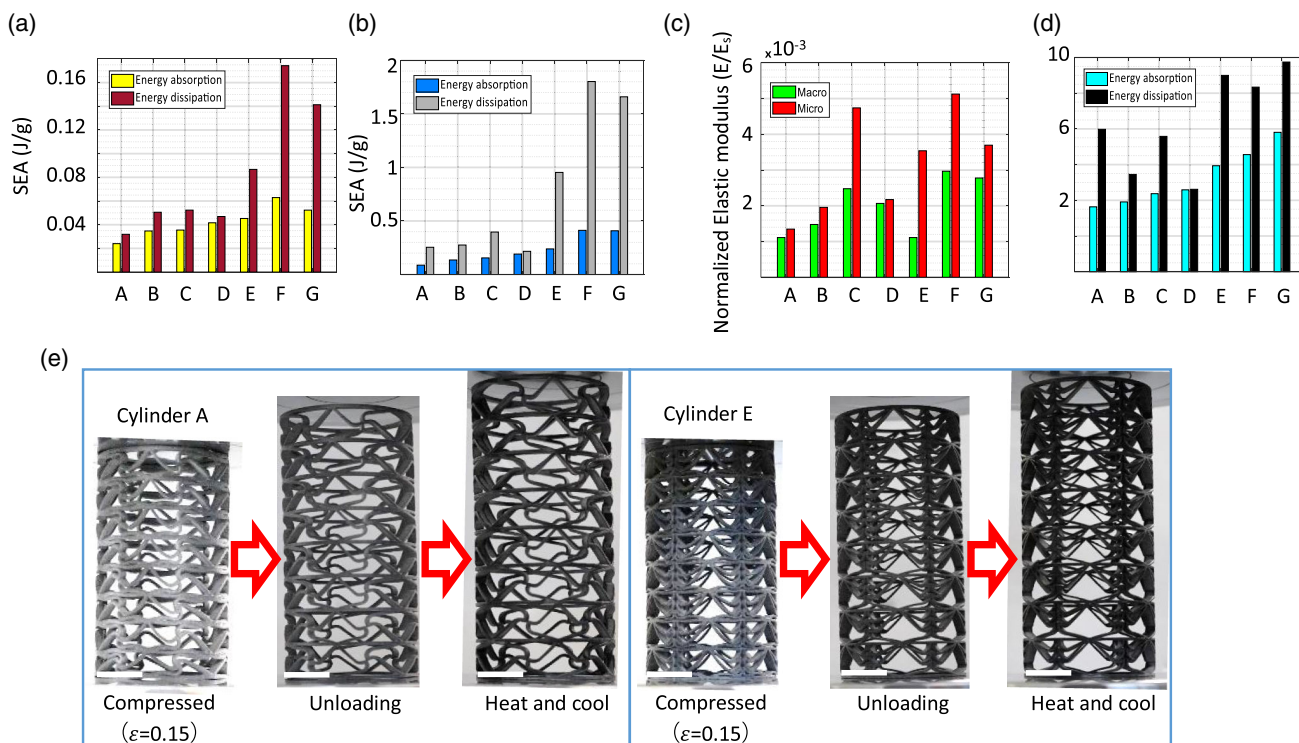 (a)
SEA (J/g)
0.16
0.12
0.08
0.04
Energy absorption
Energy dissipation
A B C D E F G
(b)
SEA (J/g)
2
1.5
1
0.5
Energy absorption
Energy dissipation
A B C D E F G
(c)
×10⁻³
Normalized Elastic modulus (E/Eₛ)
6
4
2
Macro
Micro
A B C D E F G
(d)
10
6
2
Energy absorption
Energy dissipation
A B C D E F G
(e)
Cylinder A
Compressed
(ε=0.15)
Unloading
Heat and cool
Cylinder E
Compressed
(ε=0.15)
Unloading
Heat and cool